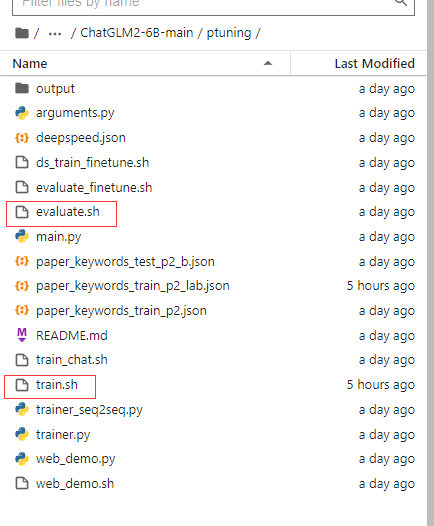 Filter files by name
/ ··· / ChatGLM2-6B-main / ptuning /
Name Last Modified
output a day ago
arguments.py a day ago
deepspeed.json a day ago
ds_train_finetune.sh a day ago
evaluate_finetune.sh a day ago
evaluate.sh a day ago
main.py a day ago
paper_keywords_test_p2_b.json a day ago
paper_keywords_train_p2_lab.json 5 hours ago
paper_keywords_train_p2.json a day ago
README.md a day ago
train_chat.sh a day ago
train.sh 5 hours ago
trainer_seq2seq.py a day ago
trainer.py a day ago
web_demo.py a day ago
web_demo.sh a day ago